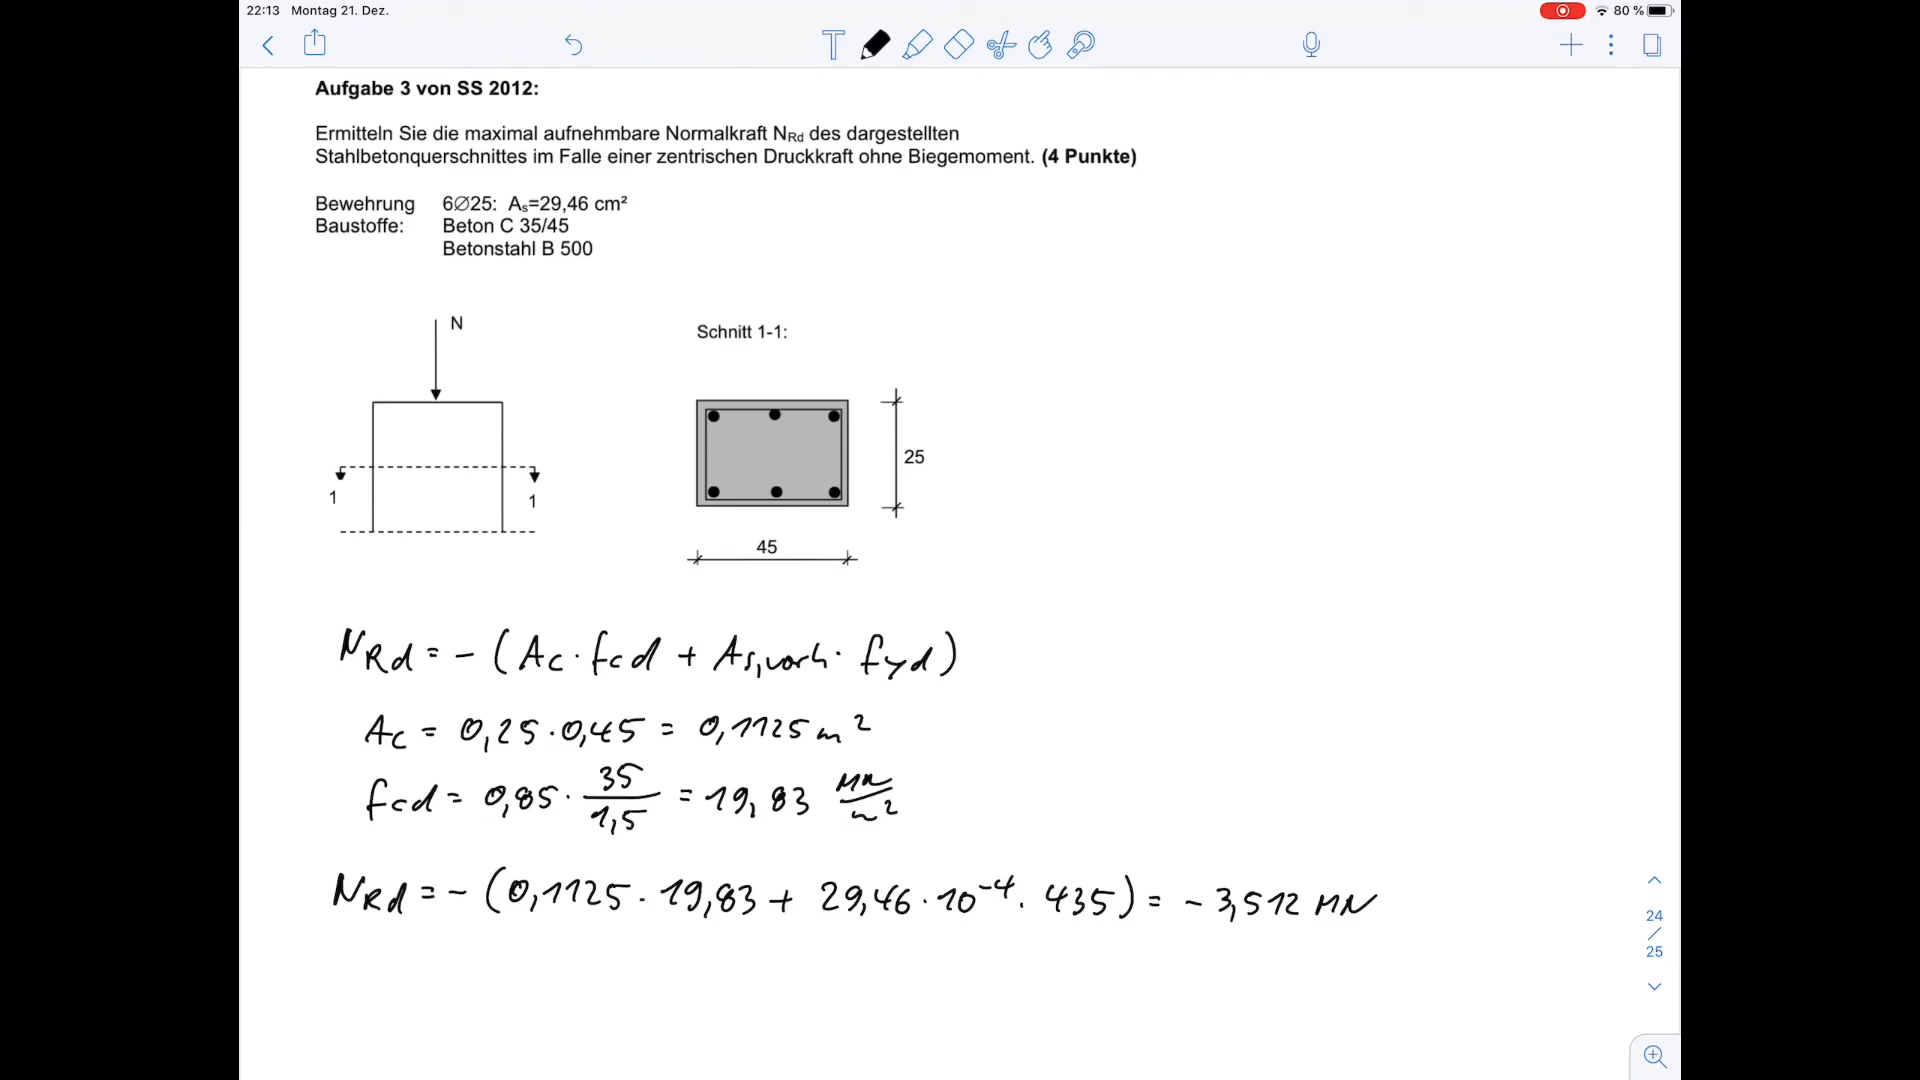 22:13 Montag 21. Dez.
80 %
Aufgabe 3 von SS 2012:
Ermitteln Sie die maximal aufnehmbare Normalkraft NRd des dargestellten
Stahlbetonquerschnittes im Falle einer zentrischen Druckkraft ohne Biegemoment. (4 Punkte)
Bewehrung 6∅25: As=29,46 cm²
Baustoffe: Beton C 35/45
Betonstahl B 500
N
Schnitt 1-1:
25
1 1
45
NRd = - (Ac · fcd + As,vorh · fyd)
Ac = 0,25 · 0,45 = 0,1125 m²
fcd = 0,85 · 35/1,5 = 19,83 MN/m²
NRd = - (0,1125 · 19,83 + 29,46 · 10⁻⁴ · 435) = - 3,512 MN
24
/
25